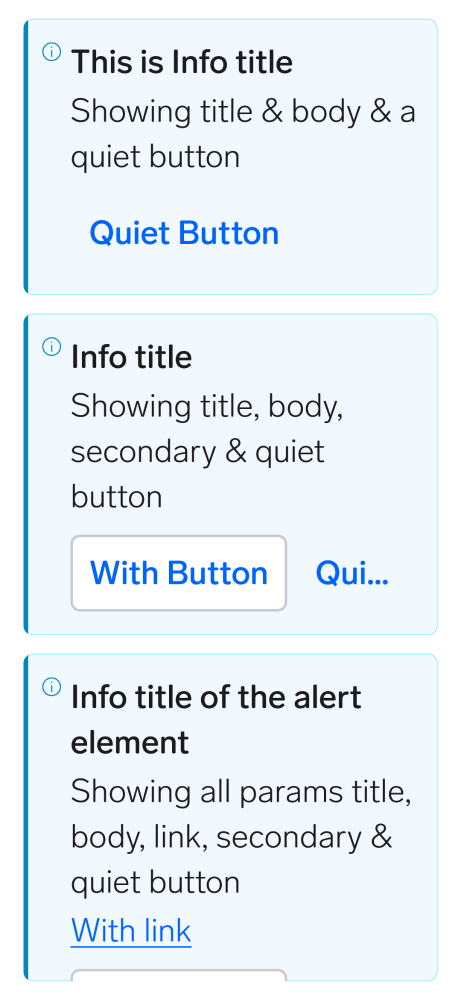 This is Info title
Showing title & body & a
quiet button
Quiet Button
Info title
Showing title, body,
secondary & quiet
button
With Button Qui...
Info title of the alert
element
Showing all params title,
body, link, secondary &
quiet button
With link